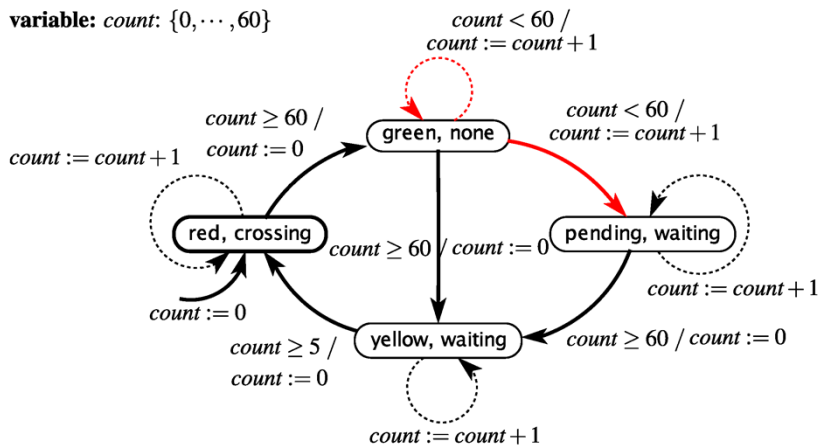 variable: count: {0, ⋯ , 60}
count < 60 /
count := count + 1
count ≥ 60 /
count := 0
count < 60 /
count := count + 1
green, none
count := count + 1
red, crossing
pending, waiting
count ≥ 60 / count := 0
count := count + 1
count := 0
yellow, waiting
count ≥ 60 / count := 0
count ≥ 5 /
count := 0
count := count + 1